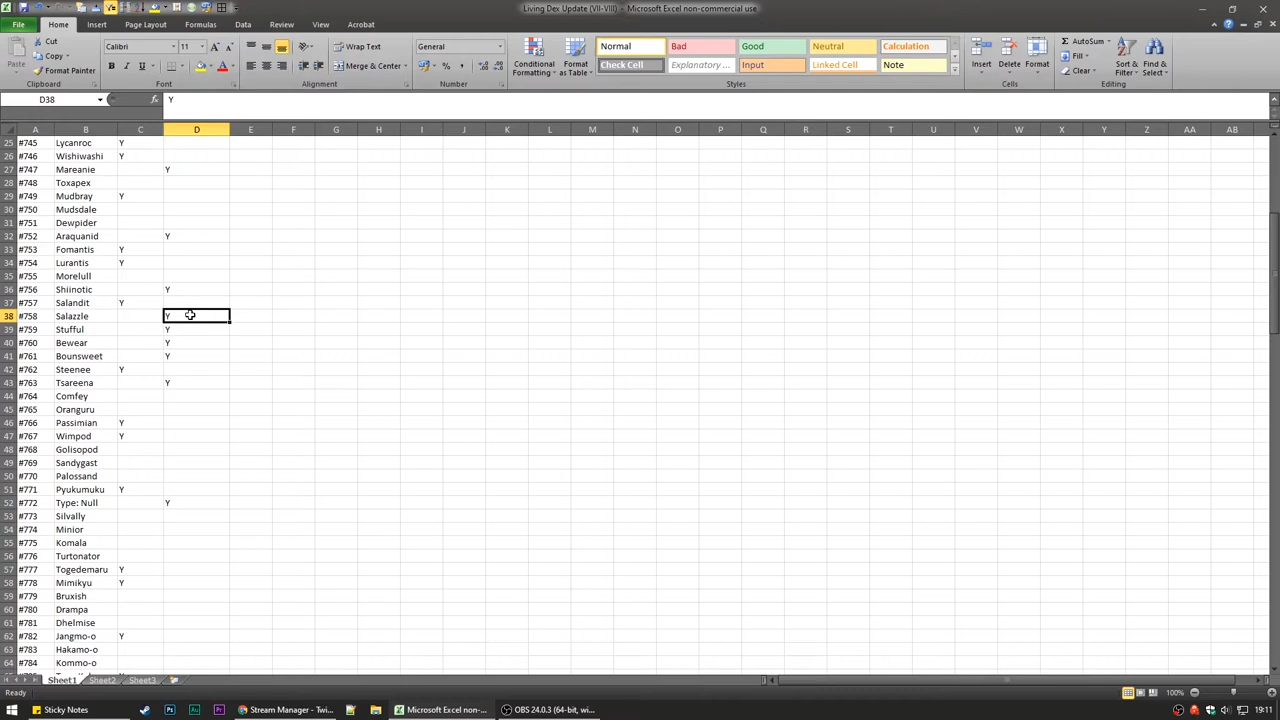 Living Dex Update (VII-VIII) - Microsoft Excel non-commercial use
File Home Insert Page Layout Formulas Data Review View Acrobat
Paste
Cut
Copy
Format Painter
Clipboard
Calibri 11
B I U
Font
Wrap Text
Merge & Center
Alignment
General
Number
Conditional Formatting
Format as Table
Normal Bad Good Neutral Calculation
Check Cell Explanatory ... Input Linked Cell Note
Styles
Insert Delete Format
Cells
AutoSum
Fill
Clear
Sort & Filter
Find & Select
Editing
D38 fx Y
A B C D E F G H I J K L M N O P Q R S T U V W X Y Z AA AB
25 #745 Lycanroc Y
26 #746 Wishiwashi Y
27 #747 Mareanie Y
28 #748 Toxapex
29 #749 Mudbray Y
30 #750 Mudsdale
31 #751 Dewpider
32 #752 Araquanid Y
33 #753 Fomantis Y
34 #754 Lurantis Y
35 #755 Morelull
36 #756 Shiinotic Y
37 #757 Salandit Y
38 #758 Salazzle Y
39 #759 Stufful Y
40 #760 Bewear Y
41 #761 Bounsweet Y
42 #762 Steenee Y
43 #763 Tsareena Y
44 #764 Comfey
45 #765 Oranguru
46 #766 Passimian Y
47 #767 Wimpod Y
48 #768 Golisopod
49 #769 Sandygast
50 #770 Palossand
51 #771 Pyukumuku Y
52 #772 Type: Null Y
53 #773 Silvally
54 #774 Minior
55 #775 Komala
56 #776 Turtonator
57 #777 Togedemaru Y
58 #778 Mimikyu Y
59 #779 Bruxish
60 #780 Drampa
61 #781 Dhelmise
62 #782 Jangmo-o Y
63 #783 Hakamo-o
64 #784 Kommo-o
Sheet1 Sheet2 Sheet3
Ready 100%
Sticky Notes Stream Manager - Twi... Microsoft Excel non-... OBS 24.0.3 (64-bit, wi... 19:11